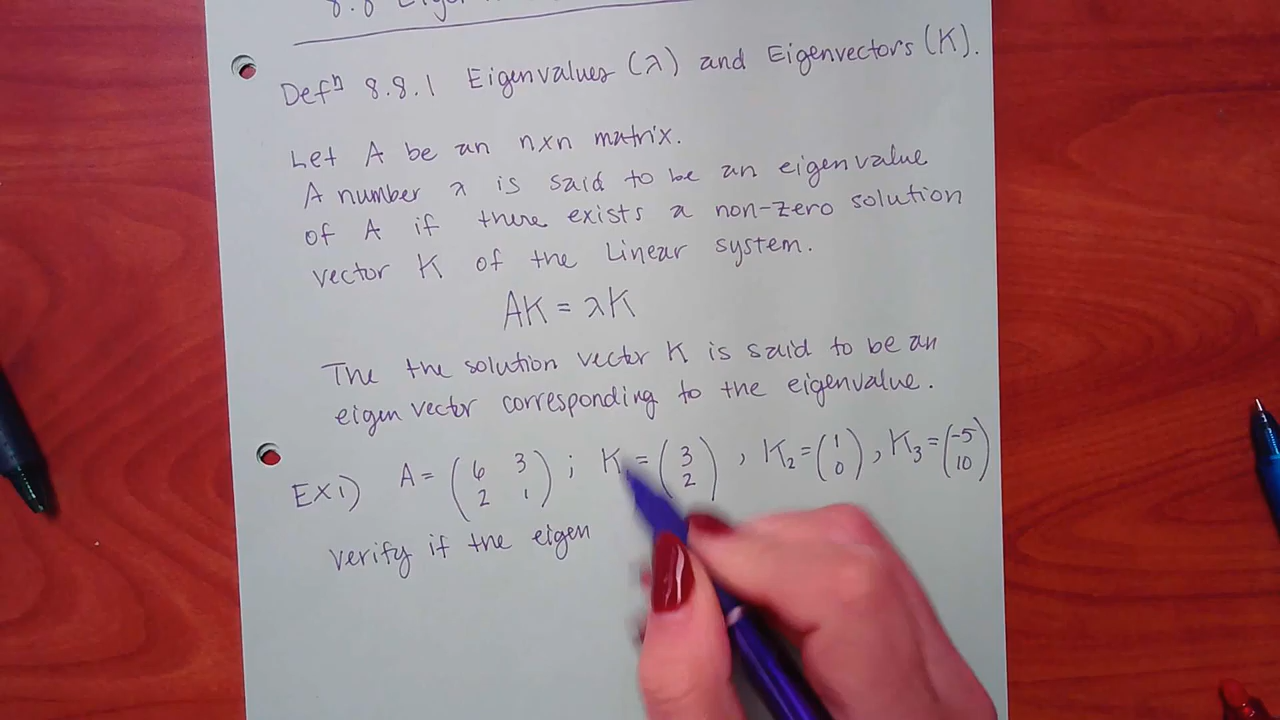 8.8
Defⁿ 8.8.1 Eigenvalues (λ) and Eigenvectors (K).
Let A be an nxn matrix.
A number λ is said to be an eigenvalue
of A if there exists a non-zero solution
vector K of the Linear system.
AK = λK
The the solution vector K is said to be an
eigen vector corresponding to the eigenvalue.
EX1) A = (6 3 2 1) ; K = (3 2) , K₂ = (1 0) , K₃ = (-5 10)
verify if the eigen